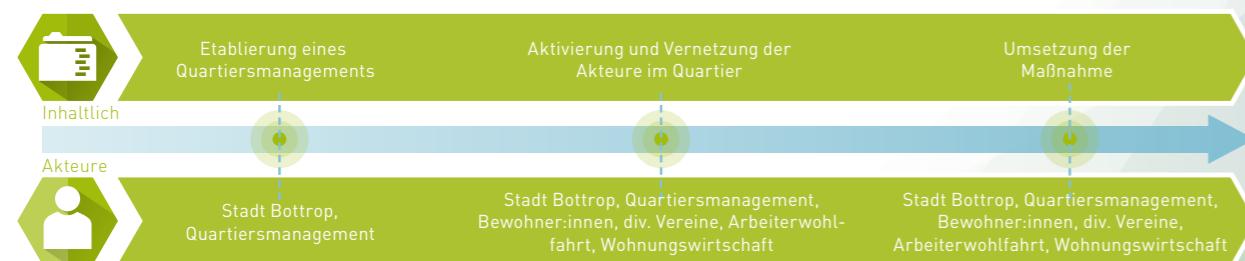 Etablierung eines
Quartiersmanagements
Aktivierung und Vernetzung der
Akteure im Quartier
Umsetzung der
Maßnahme
Inhaltlich
Akteure
Stadt Bottrop,
Quartiersmanagement
Stadt Bottrop, Quartiersmanagement,
Bewohner:innen, div. Vereine, Arbeiterwohl-
fahrt, Wohnungswirtschaft
Stadt Bottrop, Quartiersmanagement,
Bewohner:innen, div. Vereine,
Arbeiterwohlfahrt, Wohnungswirtschaft